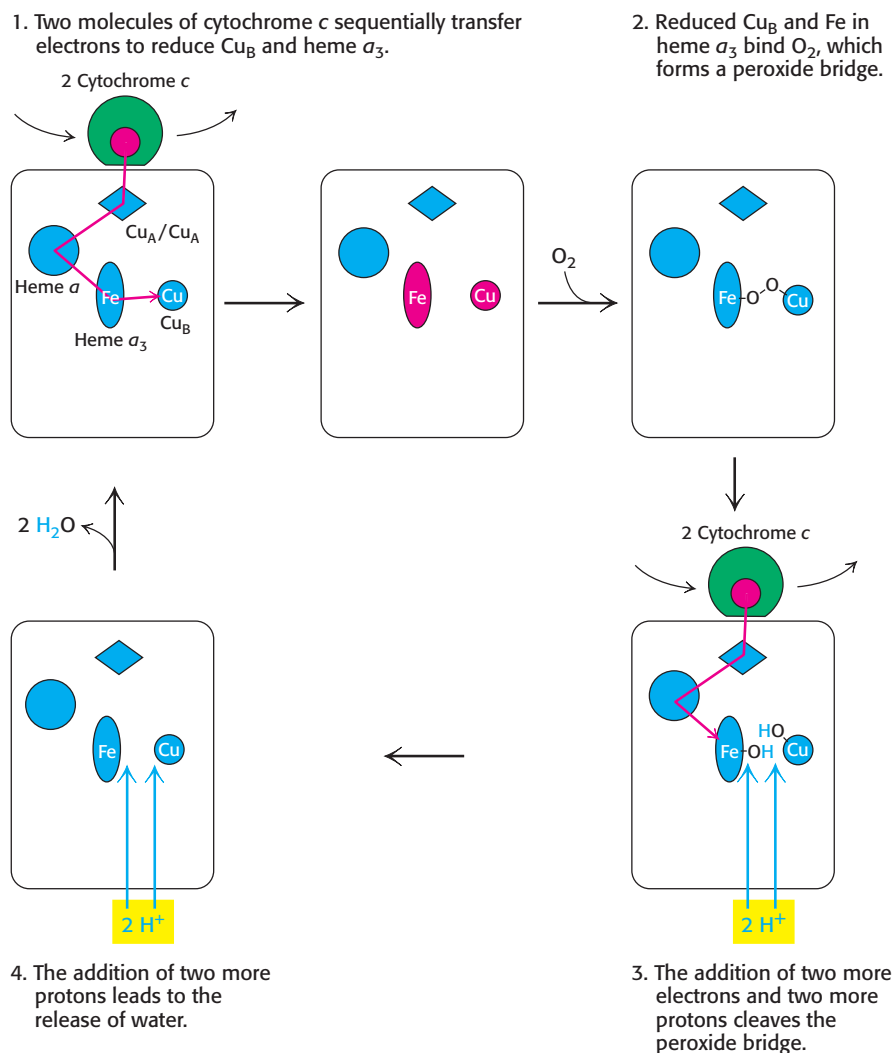 1. Two molecules of cytochrome c sequentially transfer
electrons to reduce CuB and heme a3.
2. Reduced CuB and Fe in
heme a3 bind O2, which
forms a peroxide bridge.
2 Cytochrome c
CuA/CuA
Heme a
Fe
Cu
CuB
Heme a3
Fe
Cu
O2
Fe
O
O
Cu
2 H2O
2 Cytochrome c
Fe
Cu
HO
Fe
OH
Cu
2 H+
2 H+
4. The addition of two more
protons leads to the
release of water.
3. The addition of two more
electrons and two more
protons cleaves the
peroxide bridge.